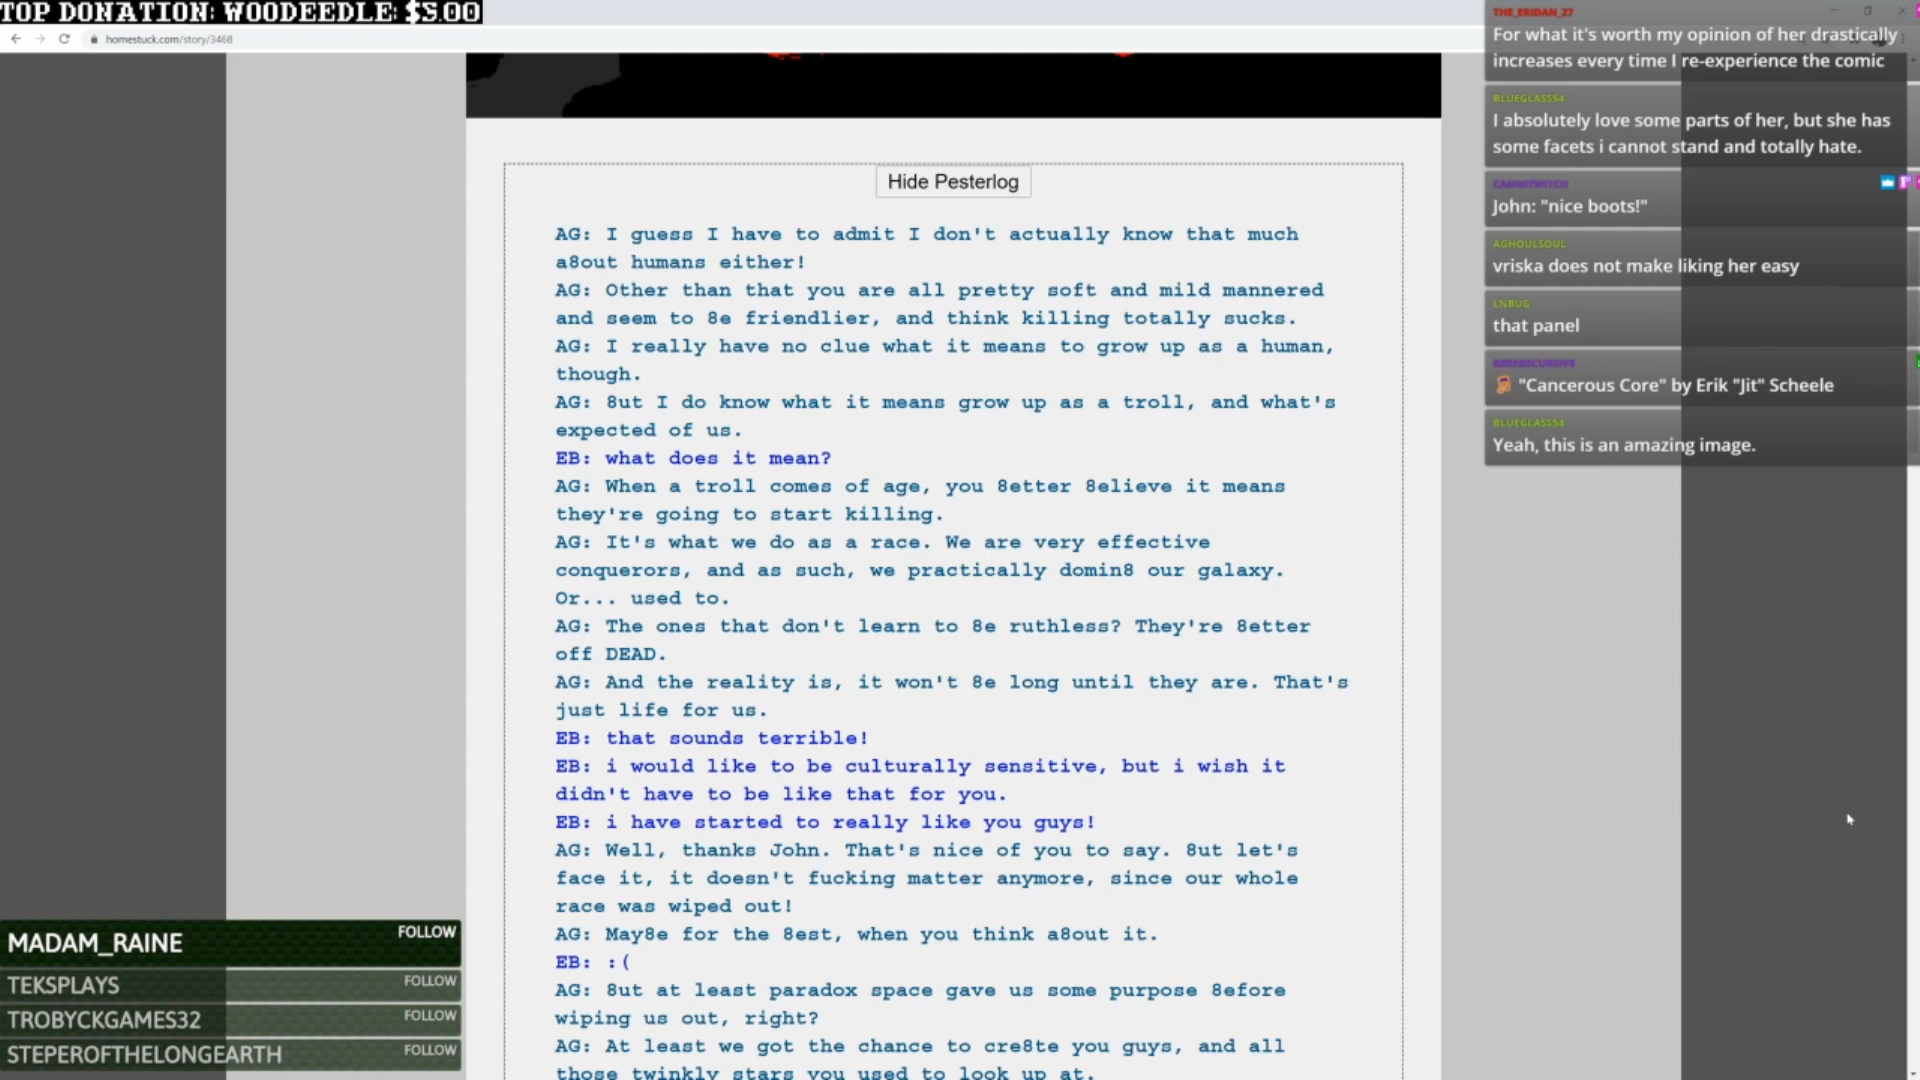 TOP DONATION: WOODEEDLE: $5.00
homestuck.com/story/3468
Hide Pesterlog
AG: I guess I have to admit I don't actually know that much
a8out humans either!
AG: Other than that you are all pretty soft and mild mannered
and seem to 8e friendlier, and think killing totally sucks.
AG: I really have no clue what it means to grow up as a human,
though.
AG: 8ut I do know what it means grow up as a troll, and what's
expected of us.
EB: what does it mean?
AG: When a troll comes of age, you 8etter 8elieve it means
they're going to start killing.
AG: It's what we do as a race. We are very effective
conquerors, and as such, we practically domin8 our galaxy.
Or... used to.
AG: The ones that don't learn to 8e ruthless? They're 8etter
off DEAD.
AG: And the reality is, it won't 8e long until they are. That's
just life for us.
EB: that sounds terrible!
EB: i would like to be culturally sensitive, but i wish it
didn't have to be like that for you.
EB: i have started to really like you guys!
AG: Well, thanks John. That's nice of you to say. 8ut let's
face it, it doesn't fucking matter anymore, since our whole
race was wiped out!
AG: May8e for the 8est, when you think a8out it.
EB: :(
AG: 8ut at least paradox space gave us some purpose 8efore
wiping us out, right?
AG: At least we got the chance to cre8te you guys, and all
those twinkly stars you used to look up at.
THE_ERIDAN_27
For what it's worth my opinion of her drastically
increases every time I re-experience the comic
BLUEGLASS54
I absolutely love some parts of her, but she has
some facets i cannot stand and totally hate.
CANNITWITCH
John: "nice boots!"
AGHOULSOUL
vriska does not make liking her easy
LNBUG
that panel
"Cancerous Core" by Erik "Jit" Scheele
BLUEGLASS54
Yeah, this is an amazing image.
MADAM_RAINE FOLLOW
TEKSPLAYS FOLLOW
TROBYCKGAMES32 FOLLOW
STEPEROFTHELONGEARTH FOLLOW